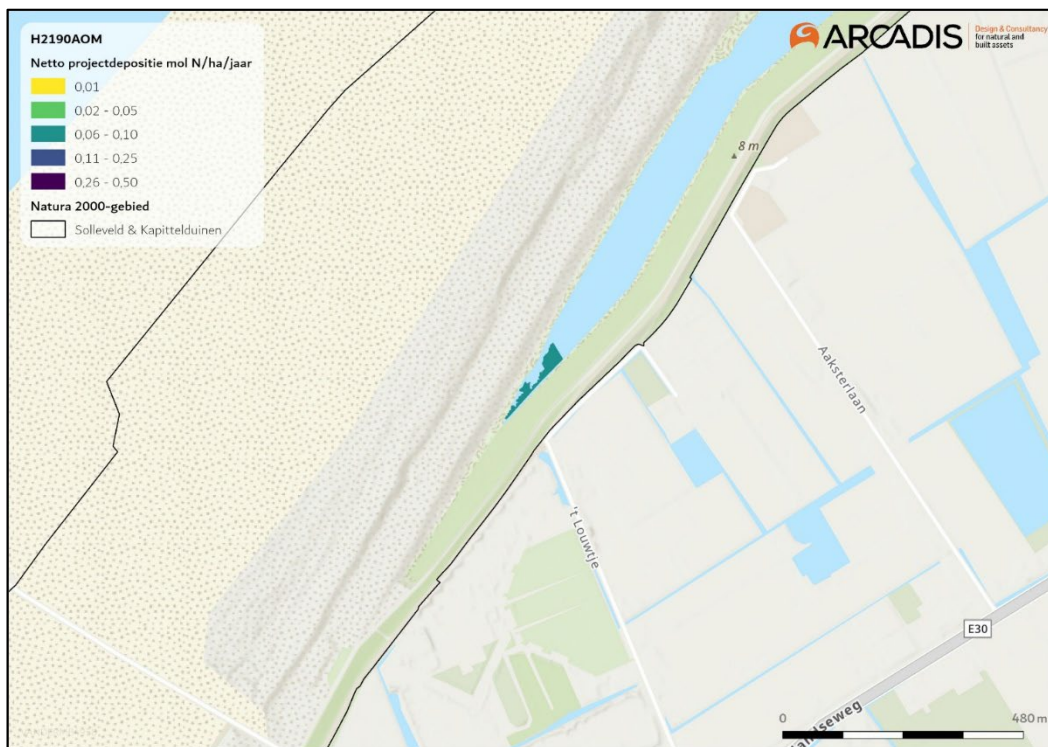 H2190AOM
Netto projectdepositie mol N/ha/jaar
0,01
0,02 - 0,05
0,06 - 0,10
0,11 - 0,25
0,26 - 0,50
Natura 2000-gebied
Solleveld & Kapittelduinen
ARCADIS
Design & Consultancy
for natural and
built assets
8 m
Aaksterlaan
't Louwtje
E30
andseweg
0
480 m